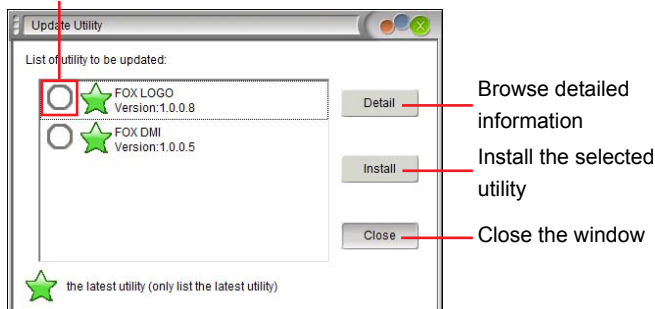 Update Utility
List of utility to be updated:
FOX LOGO
Version:1.0.0.8
Detail
Browse detailed
information
FOX DMI
Version:1.0.0.5
Install
Install the selected
utility
Close
Close the window
the latest utility (only list the latest utility)